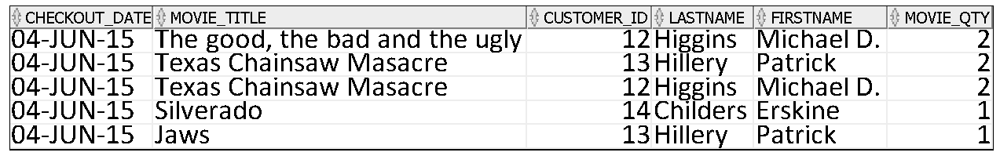 CHECKOUT_DATE MOVIE_TITLE CUSTOMER_ID LASTNAME FIRSTNAME MOVIE_QTY
04-JUN-15 The good, the bad and the ugly 12 Higgins Michael D. 2
04-JUN-15 Texas Chainsaw Masacre 13 Hillery Patrick 2
04-JUN-15 Texas Chainsaw Masacre 12 Higgins Michael D. 2
04-JUN-15 Silverado 14 Childers Erskine 1
04-JUN-15 Jaws 13 Hillery Patrick 1